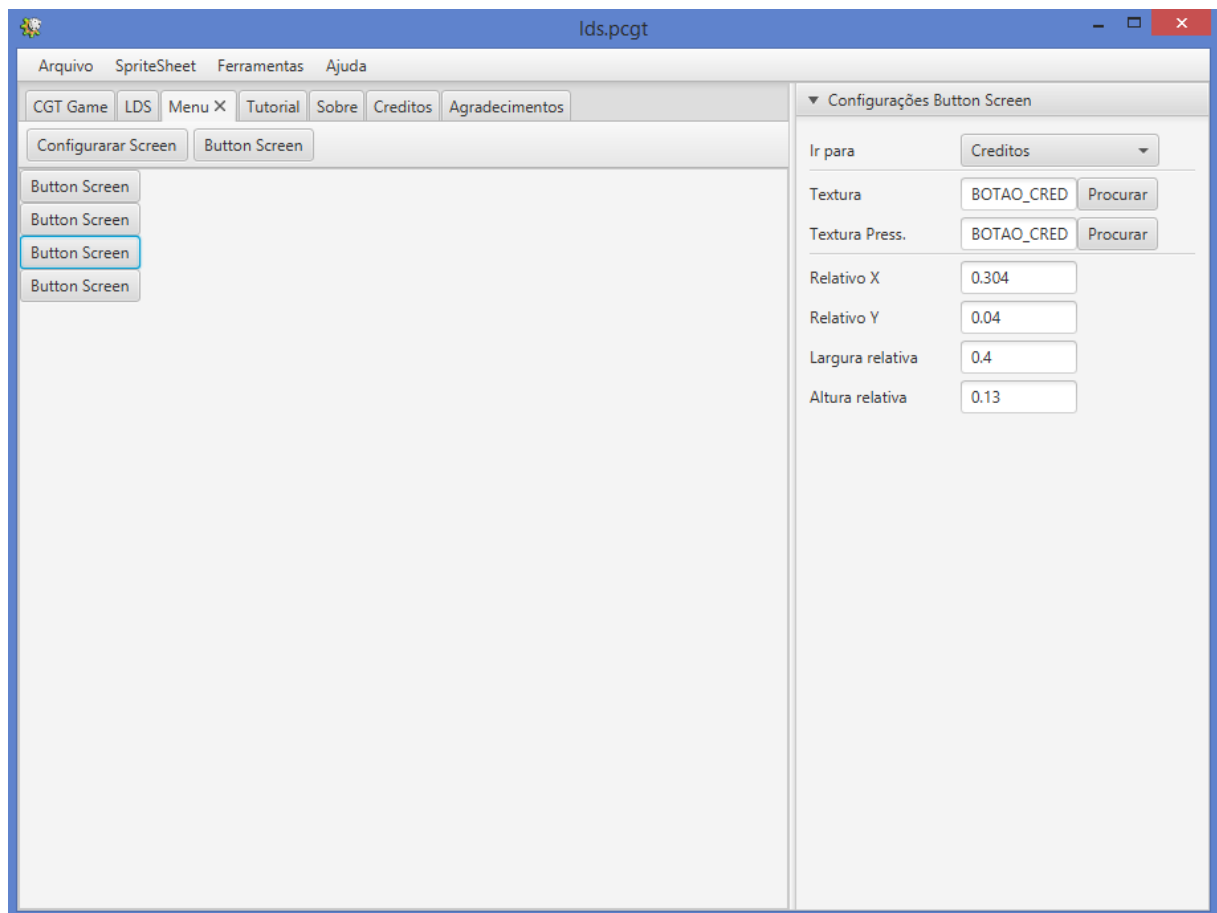 lds.pcgt
Arquivo SpriteSheet Ferramentas Ajuda
CGT Game LDS Menu Tutorial Sobre Creditos Agradecimentos
Configurarar Screen Button Screen
Button Screen
Button Screen
Button Screen
Button Screen
Configurações Button Screen
Ir para Creditos
Textura BOTAO_CRED Procurar
Textura Press. BOTAO_CRED Procurar
Relativo X 0.304
Relativo Y 0.04
Largura relativa 0.4
Altura relativa 0.13